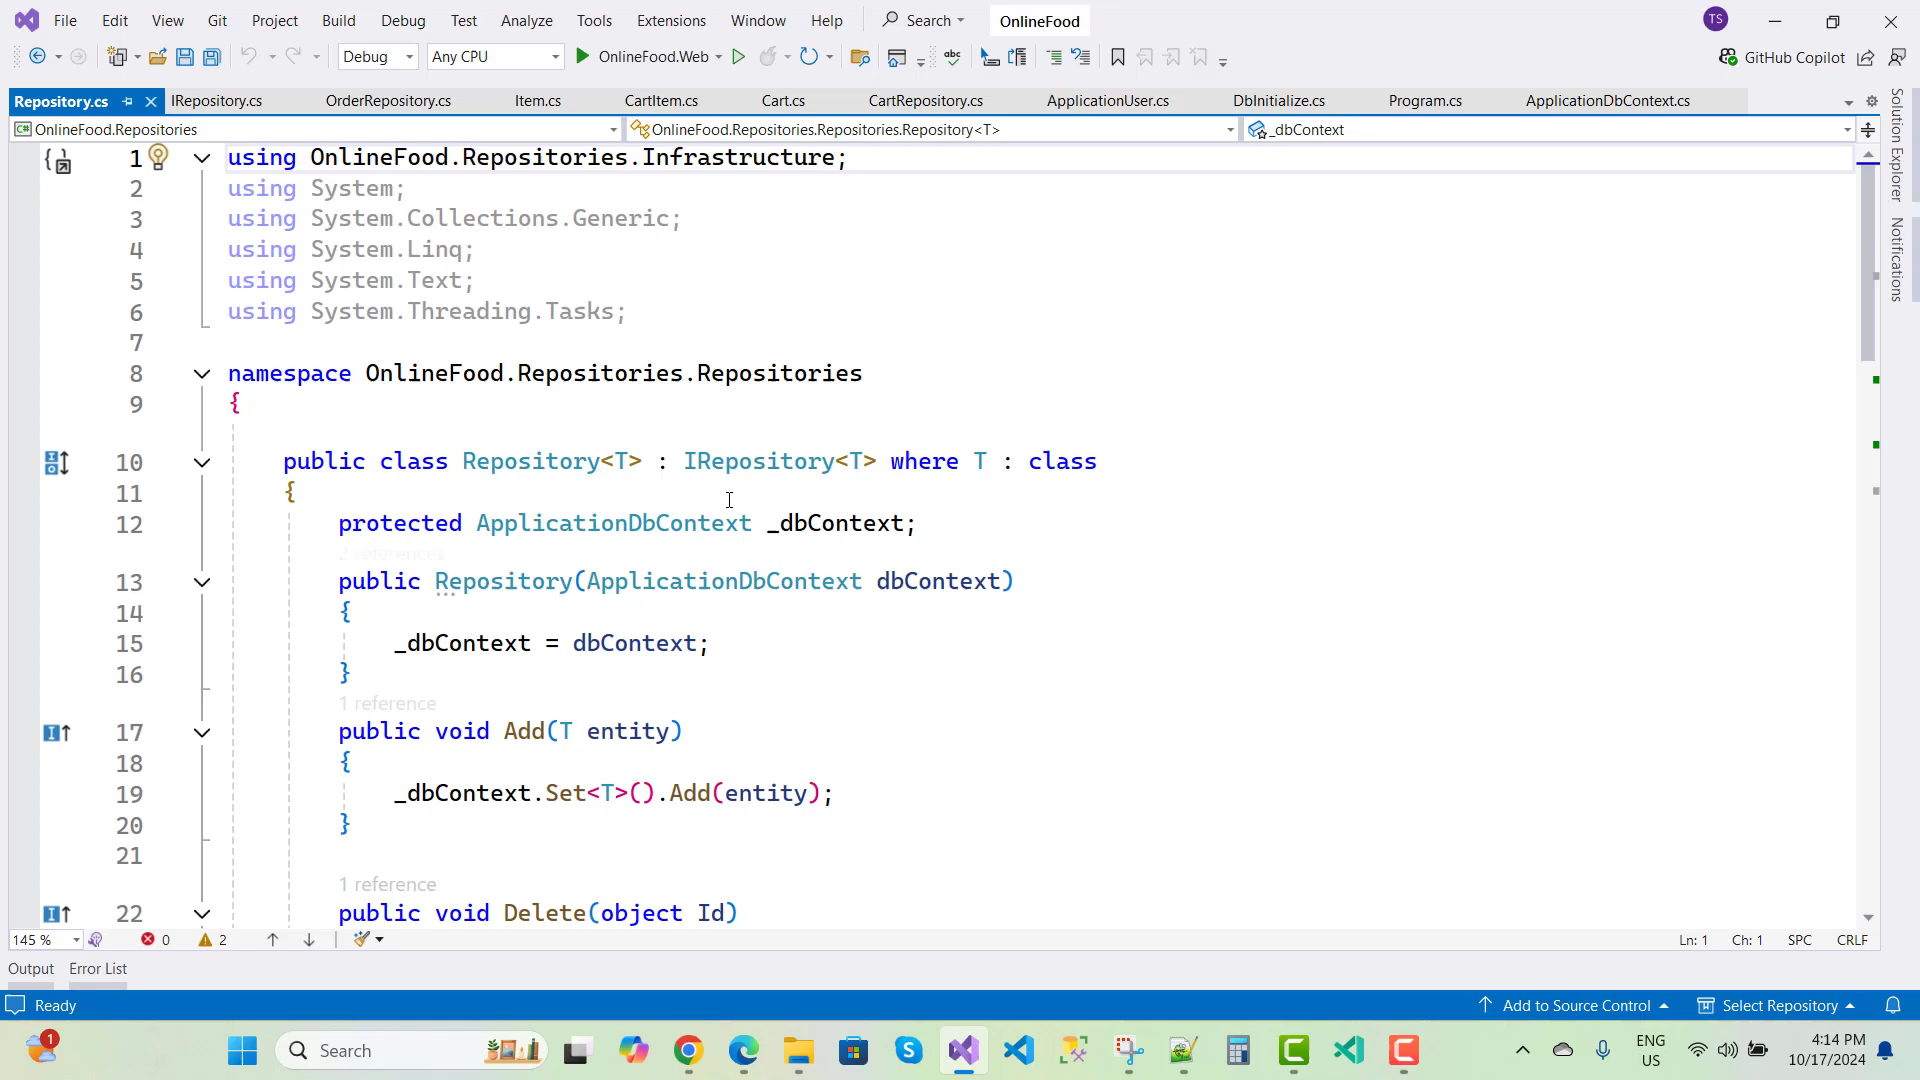 File Edit View Git Project Build Debug Test Analyze Tools Extensions Window Help Search OnlineFood TS
Debug Any CPU OnlineFood.Web abc GitHub Copilot
Repository.cs IRepository.cs OrderRepository.cs Item.cs CartItem.cs Cart.cs CartRepository.cs ApplicationUser.cs DbInitialize.cs Program.cs ApplicationDbContext.cs
C# OnlineFood.Repositories OnlineFood.Repositories.Repositories.Repository<T> _dbContext
1 using OnlineFood.Repositories.Infrastructure;
2 using System;
3 using System.Collections.Generic;
4 using System.Linq;
5 using System.Text;
6 using System.Threading.Tasks;
7
8 namespace OnlineFood.Repositories.Repositories
9 {
10 public class Repository<T> : IRepository<T> where T : class
11 {
12 protected ApplicationDbContext _dbContext;
2 references
13 public Repository(ApplicationDbContext dbContext)
14 {
15 _dbContext = dbContext;
16 }
1 reference
17 public void Add(T entity)
18 {
19 _dbContext.Set<T>().Add(entity);
20 }
21
1 reference
22 public void Delete(object Id)
Solution Explorer
Notifications
145 % 0 2 Ln: 1 Ch: 1 SPC CRLF
Output Error List
Ready Add to Source Control Select Repository
1 Search ENG
US 4:14 PM
10/17/2024